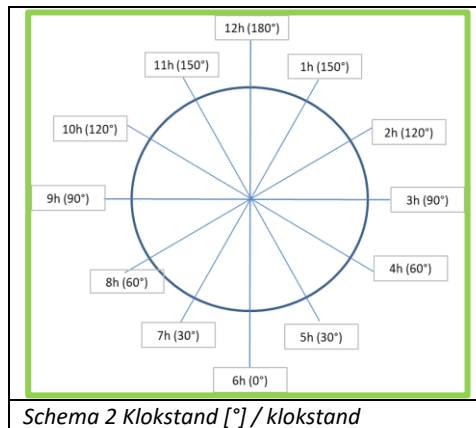 12h (180°)
11h (150°)
1h (150°)
10h (120°)
2h (120°)
9h (90°)
3h (90°)
8h (60°)
4h (60°)
7h (30°)
5h (30°)
6h (0°)
Schema 2 Klokstand [°] / klokstand